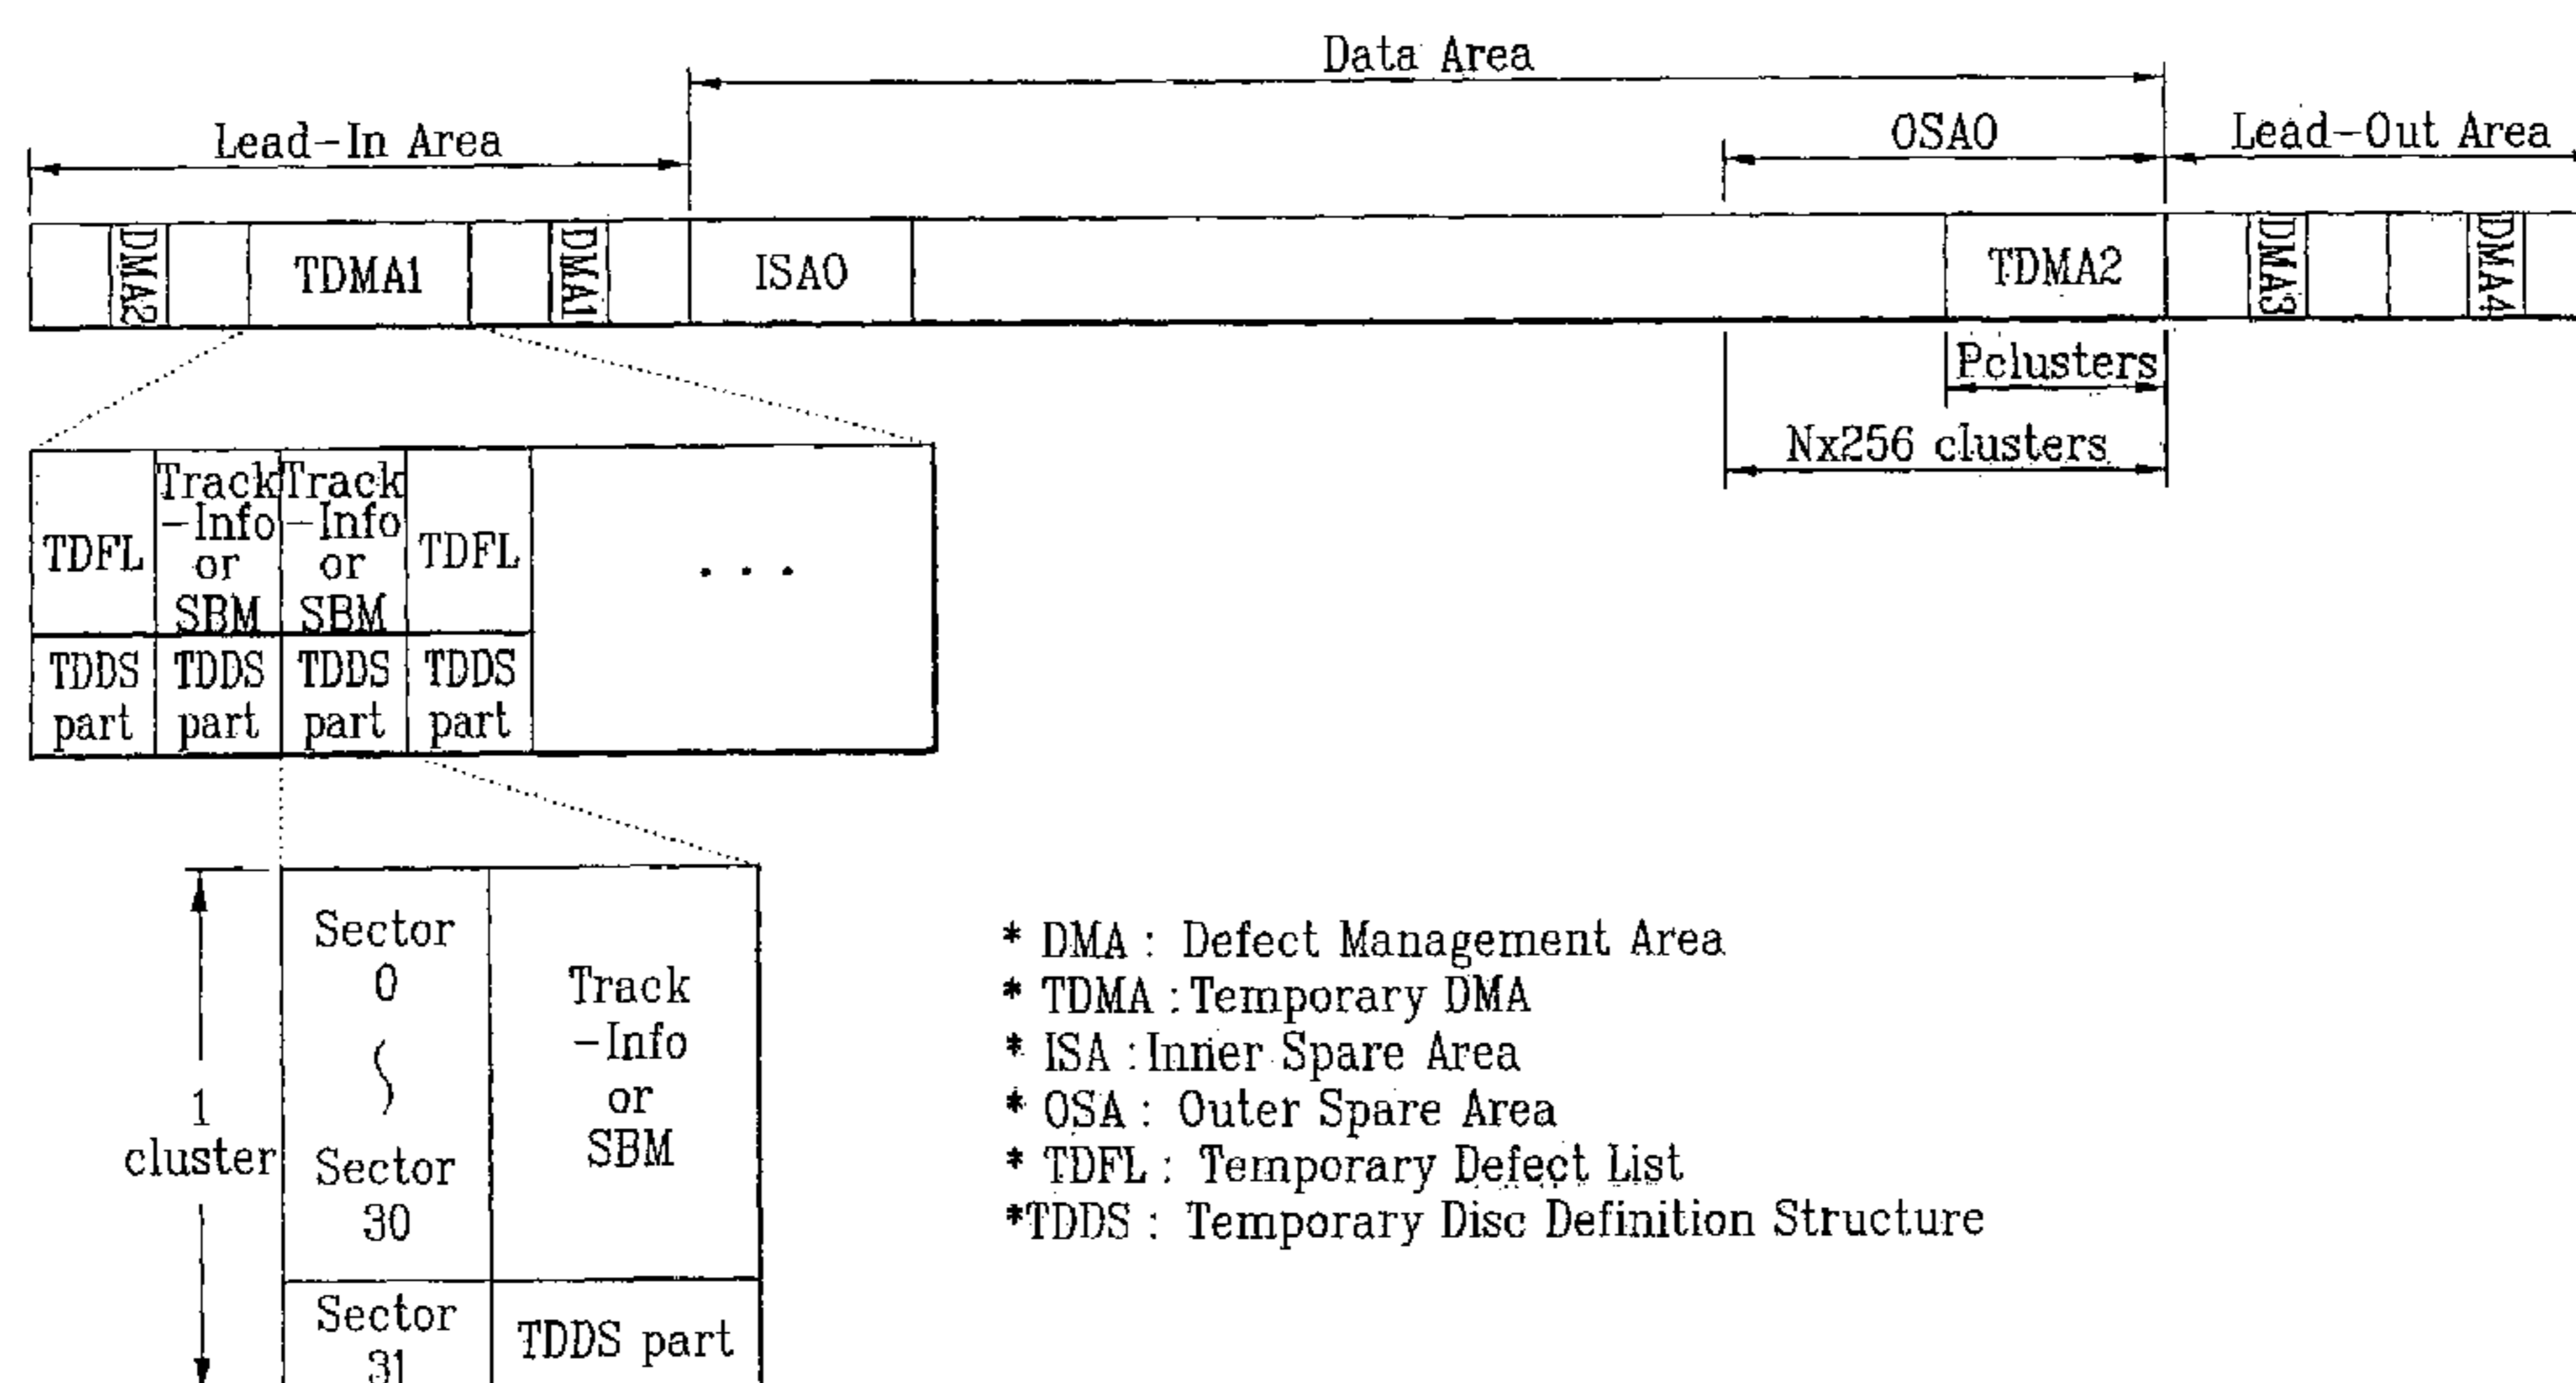 Data Area
Lead-In Area
OSA0
Lead-Out Area
DMA2
TDMA1
DMA1
ISA0
TDMA2
DMA3
DMA4
Pclusters
Nx256 clusters
TDFL
Track
-Info
or
SBM
Track
-Info
or
SBM
TDFL
. . .
TDDS
part
TDDS
part
TDDS
part
TDDS
part
1
cluster
Sector
0
Sector
30
Track
-Info
or
SBM
Sector
31
TDDS part
* DMA : Defect Management Area
* TDMA : Temporary DMA
* ISA : Inner Spare Area
* OSA : Outer Spare Area
* TDFL : Temporary Defect List
*TDDS : Temporary Disc Definition Structure